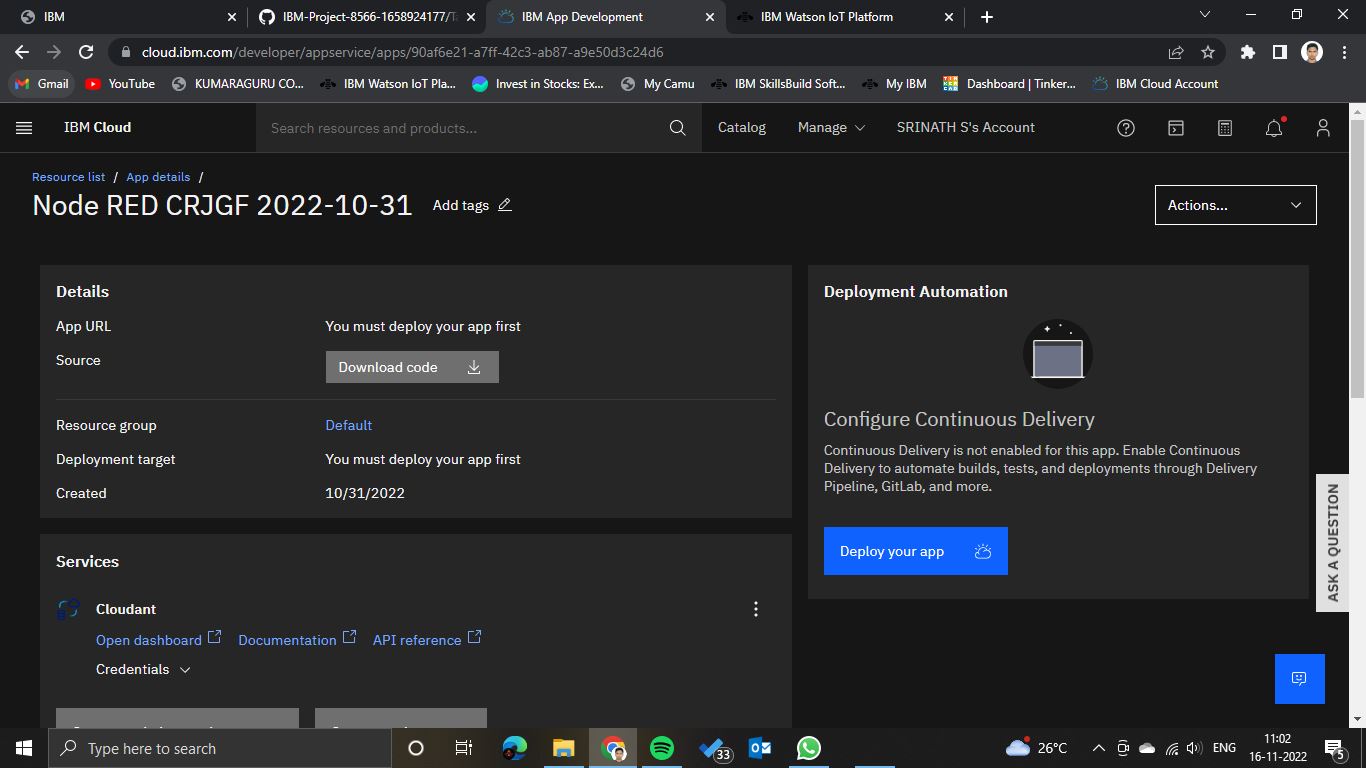 IBM
IBM-Project-8566-1658924177/Ta
IBM App Development
IBM Watson IoT Platform
cloud.ibm.com/developer/appservice/apps/90af6e21-a7ff-42c3-ab87-a9e50d3c24d6
Gmail
YouTube
KUMARAGURU CO...
IBM Watson IoT Pla...
Invest in Stocks: Ex...
My Camu
IBM SkillsBuild Soft...
My IBM
Dashboard | Tinker...
IBM Cloud Account
IBM Cloud
Search resources and products...
Catalog
Manage
SRINATH S's Account
Resource list / App details /
Node RED CRJGF 2022-10-31
Add tags
Actions...
Details
App URL
You must deploy your app first
Source
Download code
Resource group
Default
Deployment target
You must deploy your app first
Created
10/31/2022
Deployment Automation
Configure Continuous Delivery
Continuous Delivery is not enabled for this app. Enable Continuous
Delivery to automate builds, tests, and deployments through Delivery
Pipeline, GitLab, and more.
Deploy your app
ASK A QUESTION
Services
Cloudant
Open dashboard
Documentation
API reference
Credentials
Type here to search
33
26°C
ENG
11:02
16-11-2022
5